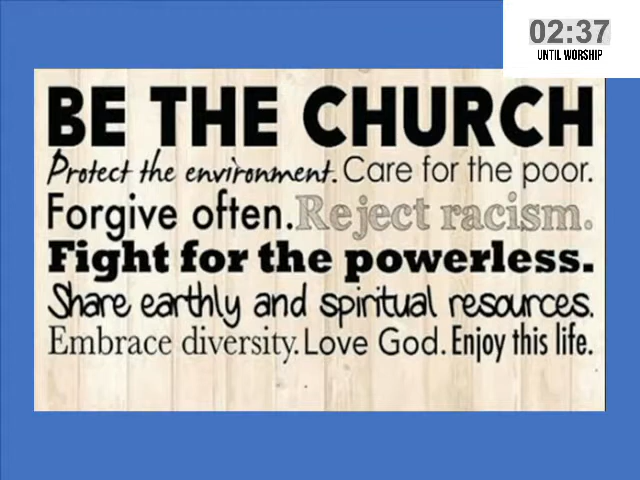 02:37
UNTIL WORSHIP
BE THE CHURCH
Protect the environment. Care for the poor.
Forgive often. Reject racism.
Fight for the powerless.
Share earthly and spiritual resources.
Embrace diversity. Love God. Enjoy this life.